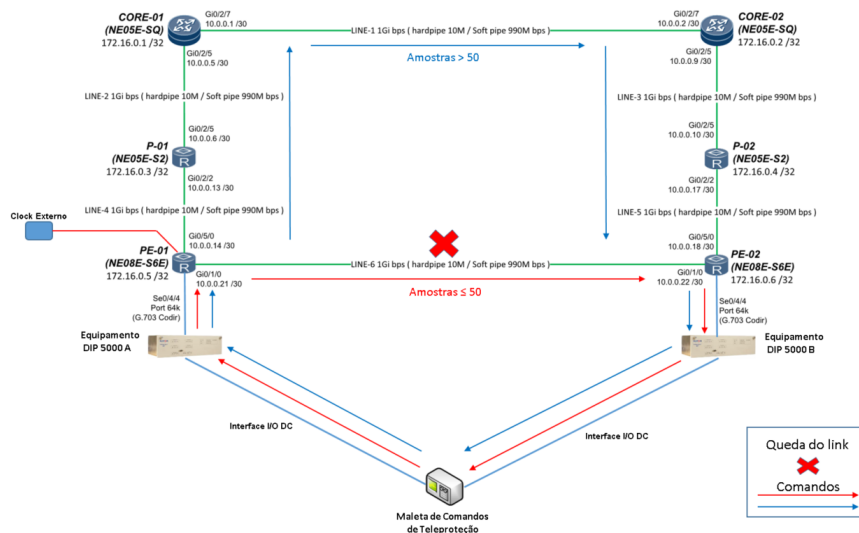 CORE-01
(NE05E-SQ)
172.16.0.1 /32
Gi0/2/7
10.0.0.1 /30
LINE-1 1Gi bps ( hardpipe 10M / Soft pipe 990M bps )
Gi0/2/7
10.0.0.2 /30
CORE-02
(NE05E-SQ)
172.16.0.2 /32
Amostras > 50
Gi0/2/5
10.0.0.5 /30
Gi0/2/5
10.0.0.9 /30
LINE-2 1Gi bps ( hardpipe 10M / Soft pipe 990M bps )
LINE-3 1Gi bps ( hardpipe 10M / Soft pipe 990M bps )
Gi0/2/5
10.0.0.6 /30
Gi0/2/5
10.0.0.10 /30
P-01
(NE05E-S2)
172.16.0.3 /32
R
P-02
(NE05E-S2)
172.16.0.4 /32
R
Gi0/2/2
10.0.0.13 /30
Gi0/2/2
10.0.0.17 /30
LINE-4 1Gi bps ( hardpipe 10M / Soft pipe 990M bps )
LINE-5 1Gi bps ( hardpipe 10M / Soft pipe 990M bps )
Clock Externo
Gi0/5/0
10.0.0.14 /30
Gi0/5/0
10.0.0.18 /30
PE-01
(NE08E-S6E)
172.16.0.5 /32
R
LINE-6 1Gi bps ( hardpipe 10M / Soft pipe 990M bps )
PE-02
(NE08E-S6E)
172.16.0.6 /32
R
Gi0/1/0
10.0.0.21 /30
Amostras ≤ 50
Gi0/1/0
10.0.0.22 /30
Se0/4/4
Port 64k
(G.703 Codir)
Se0/4/4
Port 64k
(G.703 Codir)
Equipamento
DIP 5000 A
Equipamento
DIP 5000 B
Interface I/O DC
Interface I/O DC
Maleta de Comandos
de Teleproteção
Queda do link
Comandos